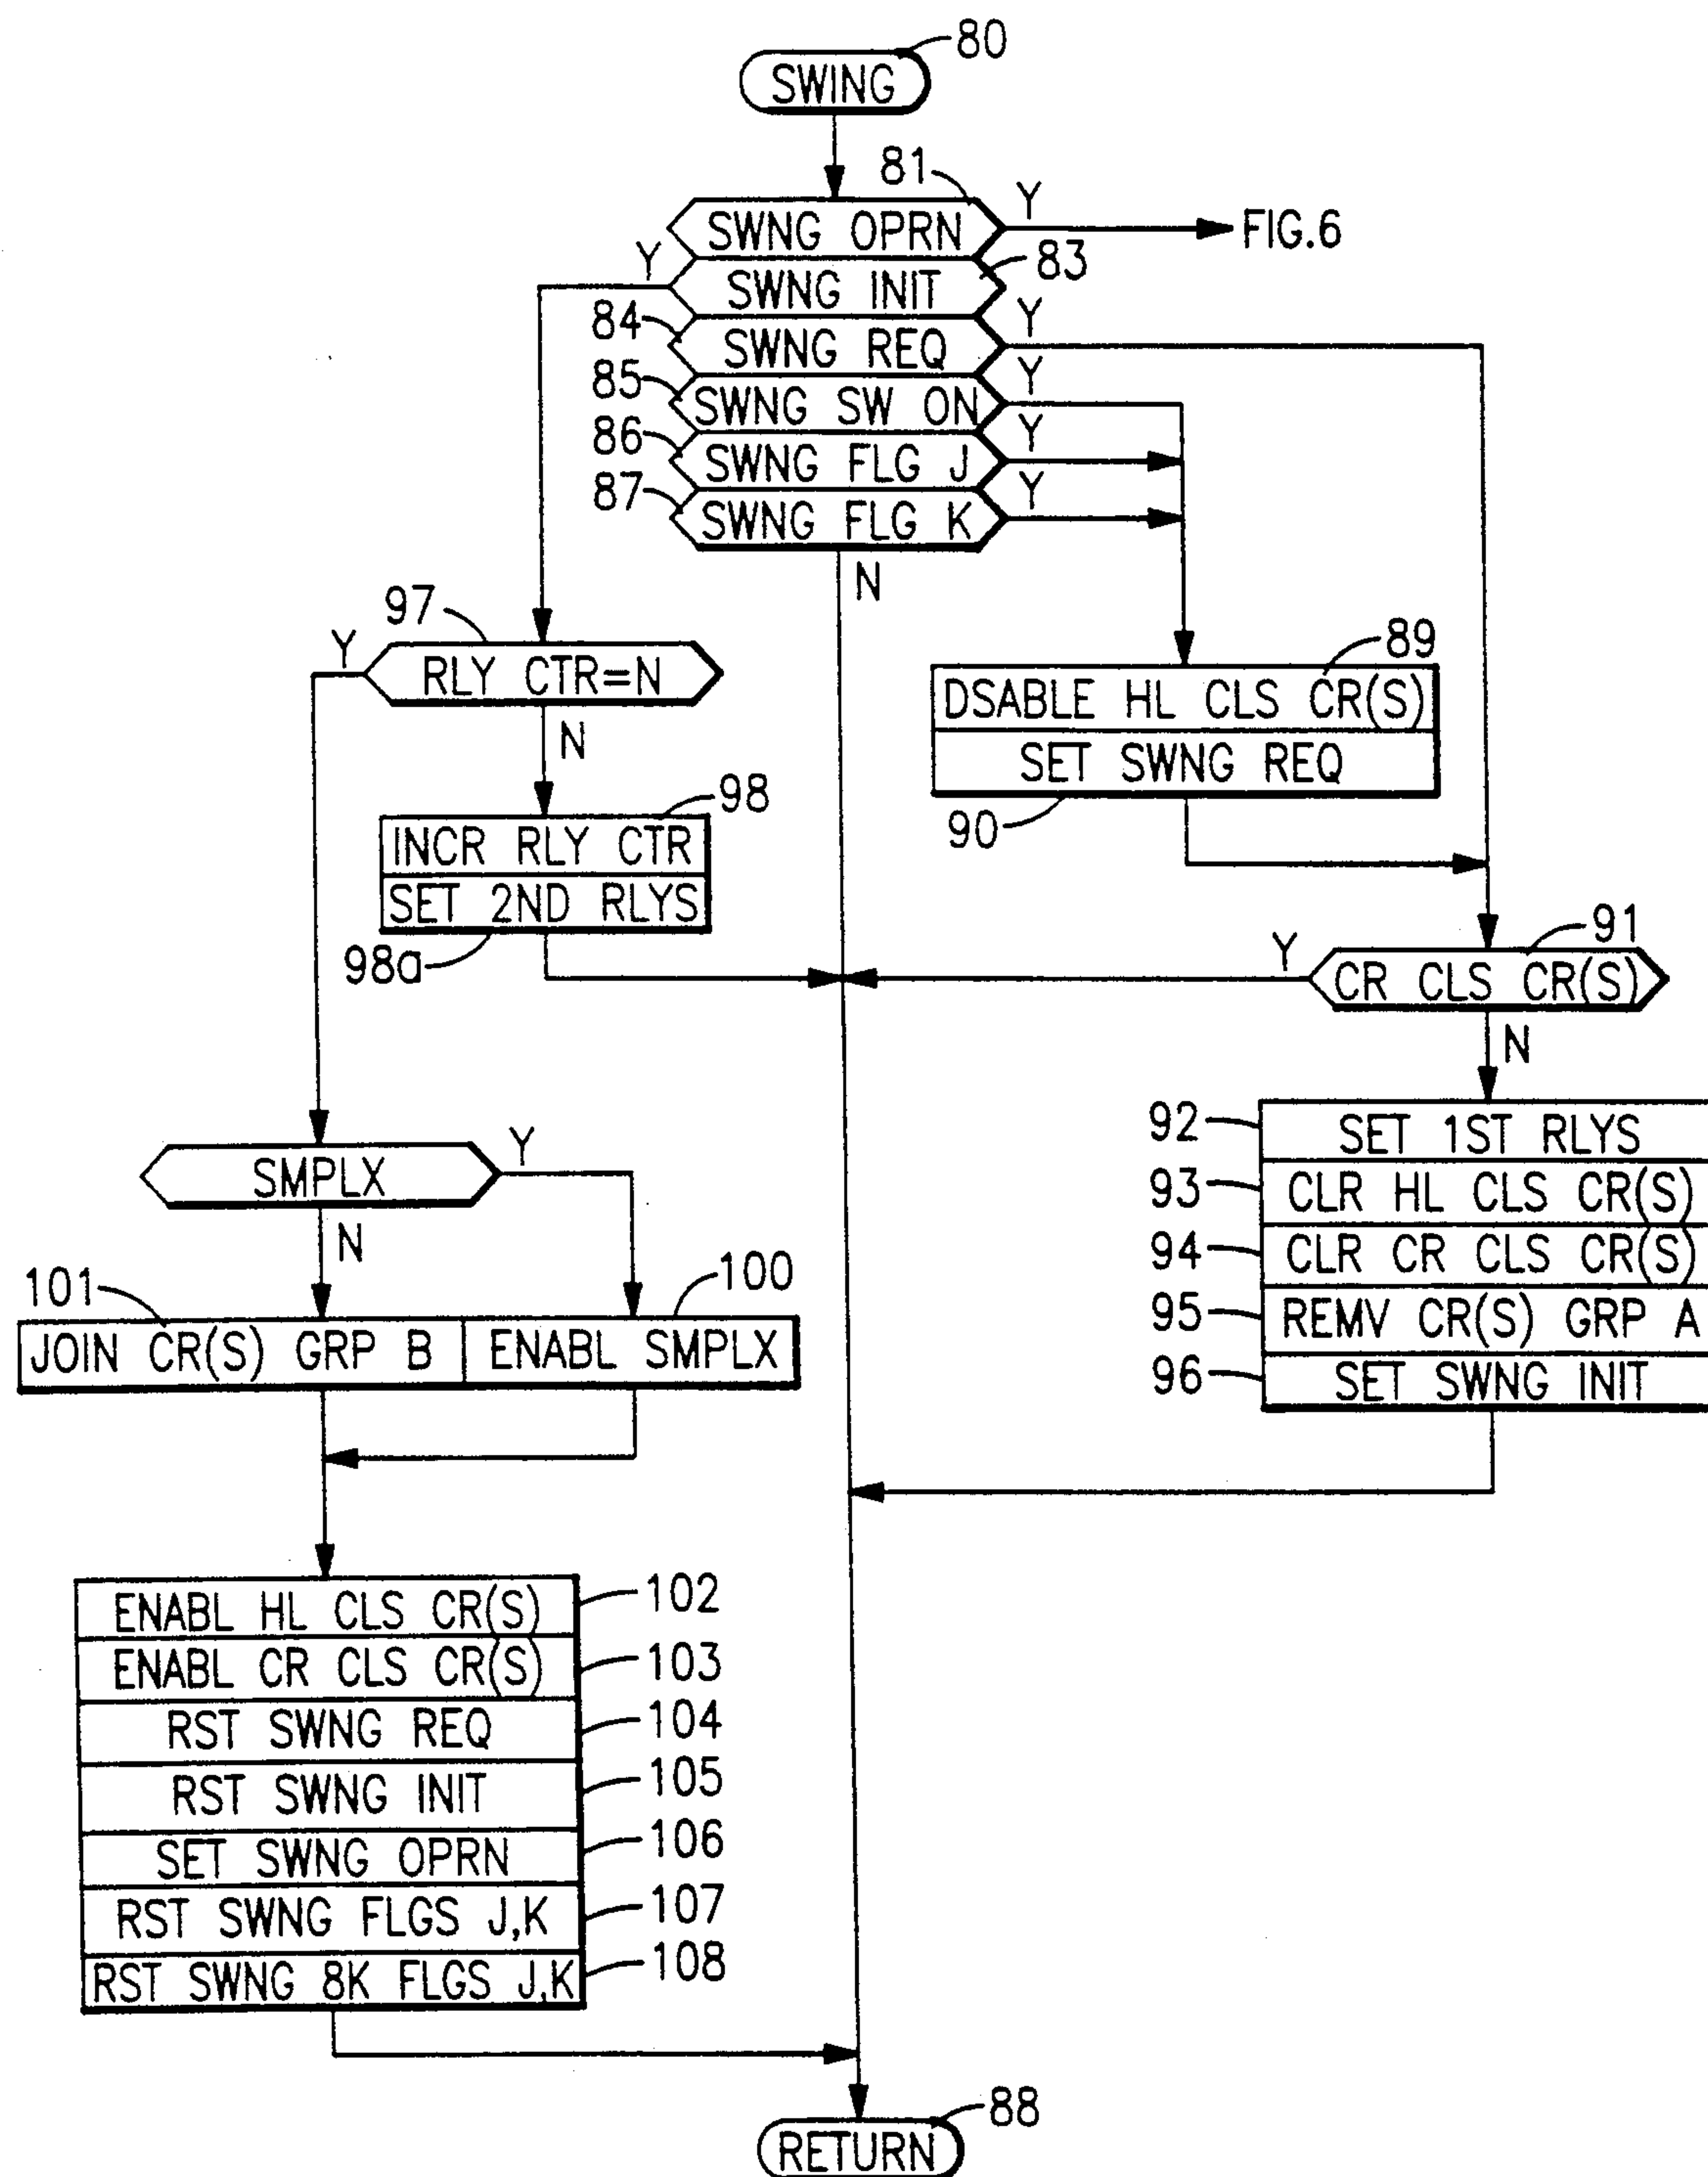 80
SWING
81
SWNG OPRN
Y
FIG.6
Y
SWNG INIT
83
84
SWNG REQ
Y
85
SWNG SW ON
Y
86
SWNG FLG J
Y
87
SWNG FLG K
Y
N
97
Y
RLY CTR=N
N
89
DSABLE HL CLS CR(S)
SET SWNG REQ
90
98
INCR RLY CTR
SET 2ND RLYS
98a
91
Y
CR CLS CR(S)
N
92
SET 1ST RLYS
93
CLR HL CLS CR(S)
94
CLR CR CLS CR(S)
95
REMV CR(S) GRP A
96
SET SWNG INIT
SMPLX
Y
N
101
100
JOIN CR(S) GRP B
ENABL SMPLX
ENABL HL CLS CR(S)
102
ENABL CR CLS CR(S)
103
RST SWNG REQ
104
RST SWNG INIT
105
SET SWNG OPRN
106
RST SWNG FLGS J,K
107
RST SWNG 8K FLGS J,K
108
88
RETURN